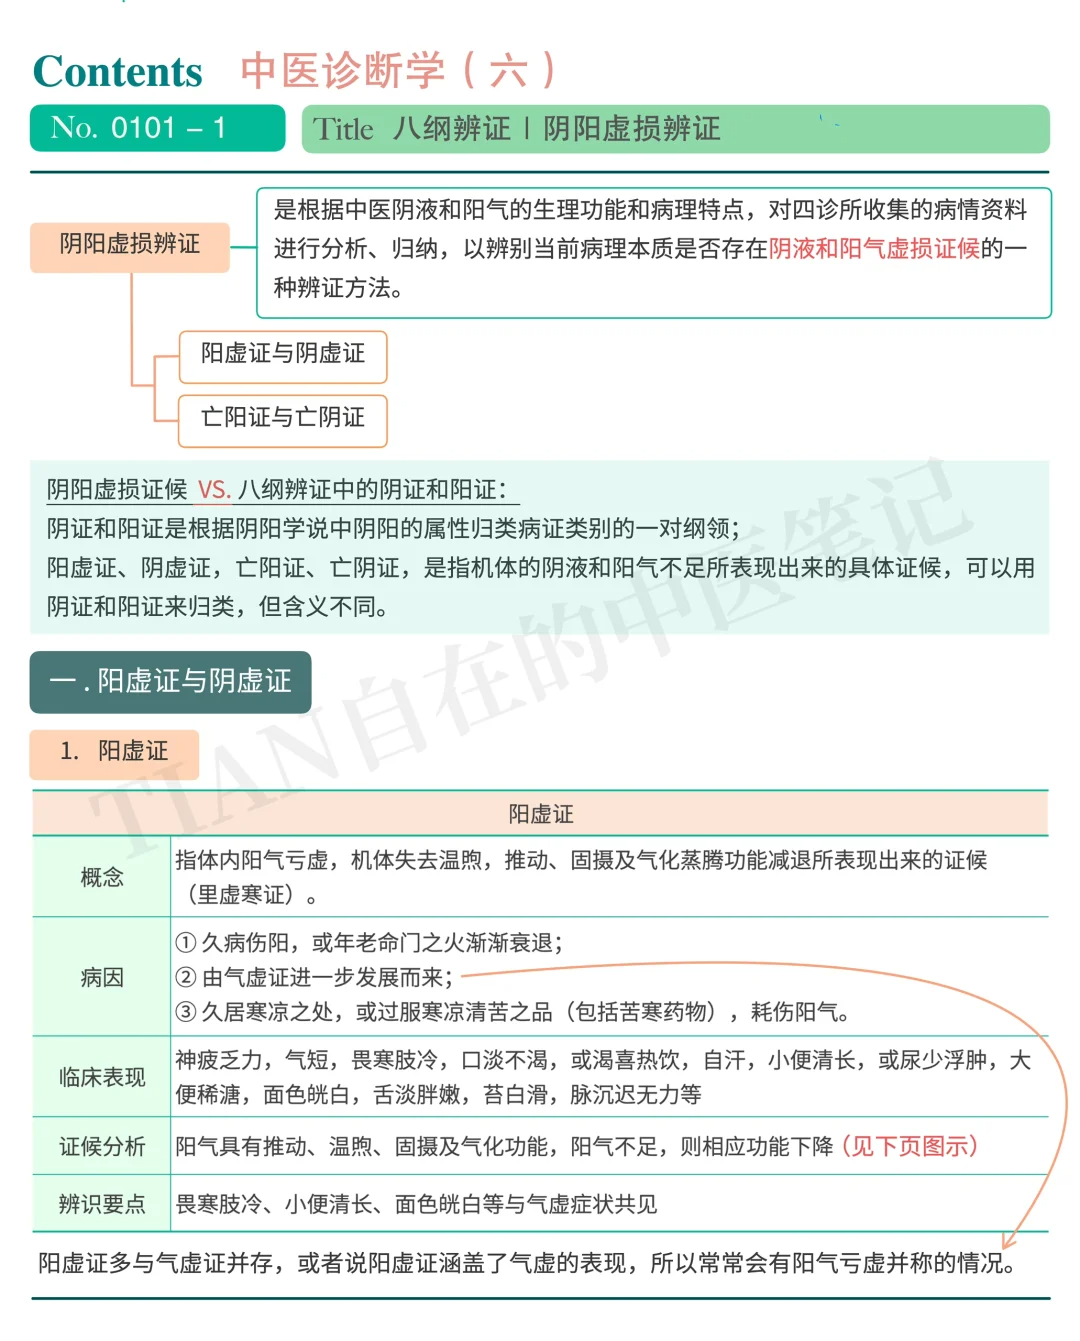 Contents 中医诊断学（六）
No. 0101 – 1
Title 八纲辨证 | 阴阳虚损辨证
阴阳虚损辨证
是根据中医阴液和阳气的生理功能和病理特点，对四诊所收集的病情资料
进行分析、归纳，以辨别当前病理本质是否存在阴液和阳气虚损证候的一
种辨证方法。
阳虚证与阴虚证
亡阳证与亡阴证
阴阳虚损证候 VS. 八纲辨证中的阴证和阳证：
阴证和阳证是根据阴阳学说中阴阳的属性归类病证类别的一对纲领；
阳虚证、阴虚证，亡阳证、亡阴证，是指机体的阴液和阳气不足所表现出来的具体证候，可以用
阴证和阳证来归类，但含义不同。
TIAN自在的中医笔记
一 . 阳虚证与阴虚证
1. 阳虚证
阳虚证
概念
指体内阳气亏虚，机体失去温煦，推动、固摄及气化蒸腾功能减退所表现出来的证候
（里虚寒证）。
病因
① 久病伤阳，或年老命门之火渐渐衰退；
② 由气虚证进一步发展而来；
③ 久居寒凉之处，或过服寒凉清苦之品（包括苦寒药物），耗伤阳气。
临床表现
神疲乏力，气短，畏寒肢冷，口淡不渴，或渴喜热饮，自汗，小便清长，或尿少浮肿，大
便稀溏，面色㿠白，舌淡胖嫩，苔白滑，脉沉迟无力等
证候分析
阳气具有推动、温煦、固摄及气化功能，阳气不足，则相应功能下降（见下页图示）
辨识要点
畏寒肢冷、小便清长、面色㿠白等与气虚症状共见
阳虚证多与气虚证并存，或者说阳虚证涵盖了气虚的表现，所以常常会有阳气亏虚并称的情况。